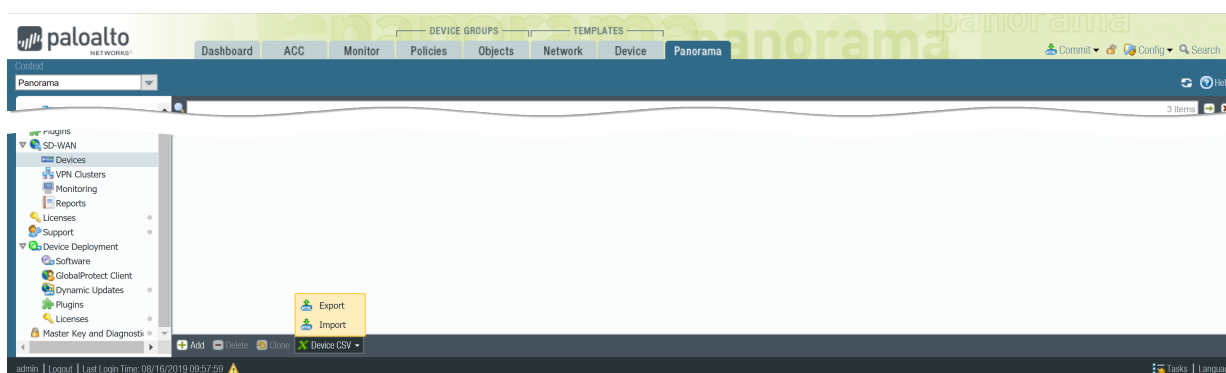 panorama
DEVICE GROUPS
TEMPLATES
paloalto
NETWORKS
Dashboard ACC Monitor Policies Objects Network Device Panorama
Commit Config Search
Context
Panorama
3 items
Plugins
SD-WAN
Devices
VPN Clusters
Monitoring
Reports
Licenses
Support
Device Deployment
Software
GlobalProtect Client
Dynamic Updates
Plugins
Licenses
Master Key and Diagnostic
Export
Import
Add Delete Clone Device CSV
admin | Logout | Last Login Time: 08/16/2019 09:57:59
Tasks |